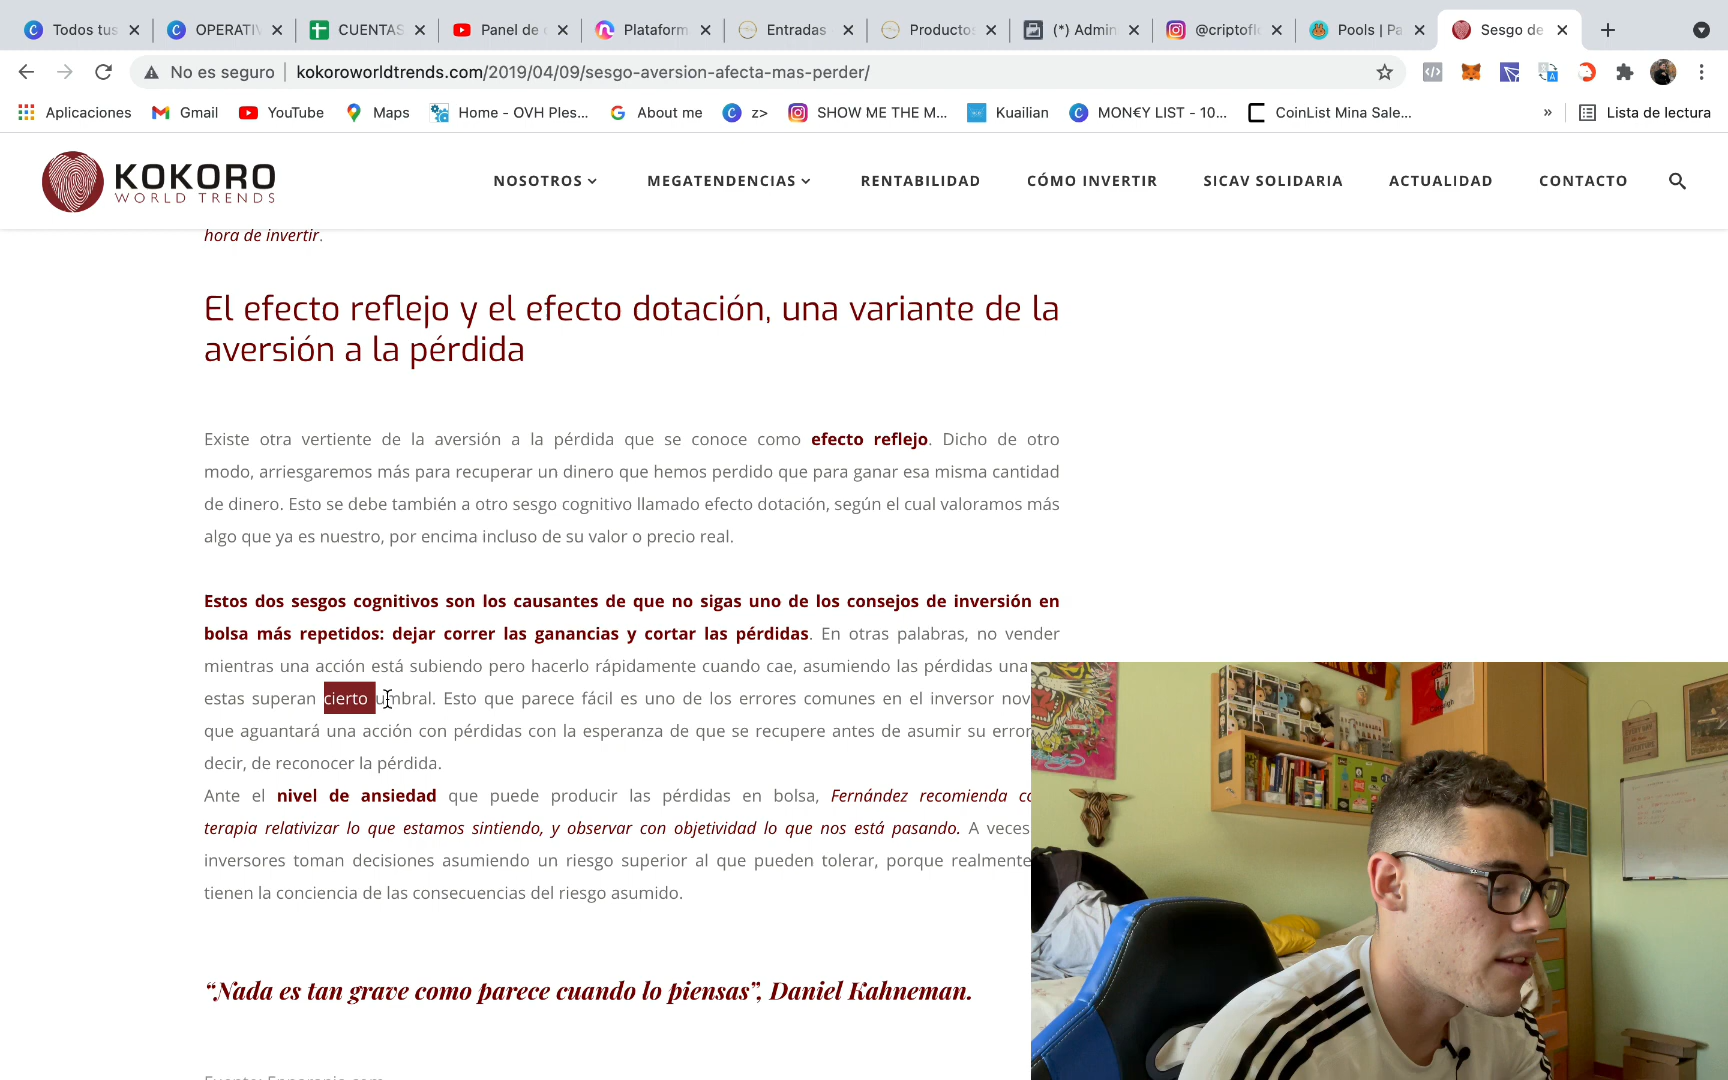 Todos tus
OPERATIV
CUENTAS
Panel de
Plataform
Entradas
Productos
(*) Admin
@criptofle
Pools | Pa
Sesgo de
No es seguro
kokoroworldtrends.com/2019/04/09/sesgo-aversion-afecta-mas-perder/
Aplicaciones
Gmail
YouTube
Maps
Home - OVH Ples...
About me
z>
SHOW ME THE M...
Kuailian
MON€Y LIST - 10...
CoinList Mina Sale...
»
Lista de lectura
KOKORO
WORLD TRENDS
NOSOTROS
MEGATENDENCIAS
RENTABILIDAD
CÓMO INVERTIR
SICAV SOLIDARIA
ACTUALIDAD
CONTACTO
hora de invertir.
El efecto reflejo y el efecto dotación, una variante de la
aversión a la pérdida
Existe otra vertiente de la aversión a la pérdida que se conoce como efecto reflejo. Dicho de otro
modo, arriesgaremos más para recuperar un dinero que hemos perdido que para ganar esa misma cantidad
de dinero. Esto se debe también a otro sesgo cognitivo llamado efecto dotación, según el cual valoramos más
algo que ya es nuestro, por encima incluso de su valor o precio real.
Estos dos sesgos cognitivos son los causantes de que no sigas uno de los consejos de inversión en
bolsa más repetidos: dejar correr las ganancias y cortar las pérdidas. En otras palabras, no vender
mientras una acción está subiendo pero hacerlo rápidamente cuando cae, asumiendo las pérdidas una
estas superan cierto umbral. Esto que parece fácil es uno de los errores comunes en el inversor nov
que aguantará una acción con pérdidas con la esperanza de que se recupere antes de asumir su error
decir, de reconocer la pérdida.
Ante el nivel de ansiedad que puede producir las pérdidas en bolsa, Fernández recomienda co
terapia relativizar lo que estamos sintiendo, y observar con objetividad lo que nos está pasando. A veces
inversores toman decisiones asumiendo un riesgo superior al que pueden tolerar, porque realmente
tienen la conciencia de las consecuencias del riesgo asumido.
“Nada es tan grave como parece cuando lo piensas”, Daniel Kahneman.